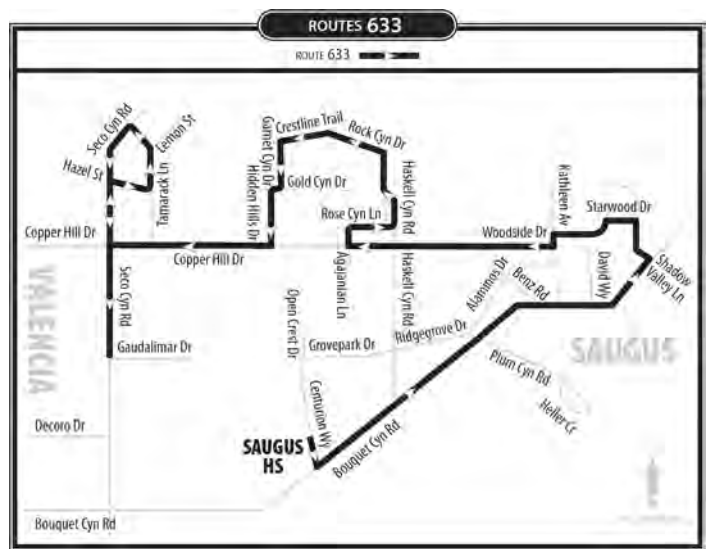 ROUTES 633
ROUTE 633
Seco Cyn Rd
Lemon St
Hazel St
Tamarack Ln
Garnet Cyn Dr
Crestline Trail
Rock Cyn Dr
Hidden Hills Dr
Gold Cyn Dr
Haskell Cyn Rd
Rose Cyn Ln
Kathleen Av
Starwood Dr
Woodside Dr
Copper Hill Dr
Copper Hill Dr
Agajanian Ln
Haskell Cyn Rd
Alaminos Dr
Benz Rd
David Wy
Shadow
Valley Ln
VALENCIA
Seco Cyn Rd
Open Crest Dr
Gaudalimar Dr
Grovepark Dr
Ridgegrove Dr
SAUGUS
Plum Cyn Rd
Heller Cr
Centurion Wy
Decoro Dr
SAUGUS
HS
Bouquet Cyn Rd
Bouquet Cyn Rd